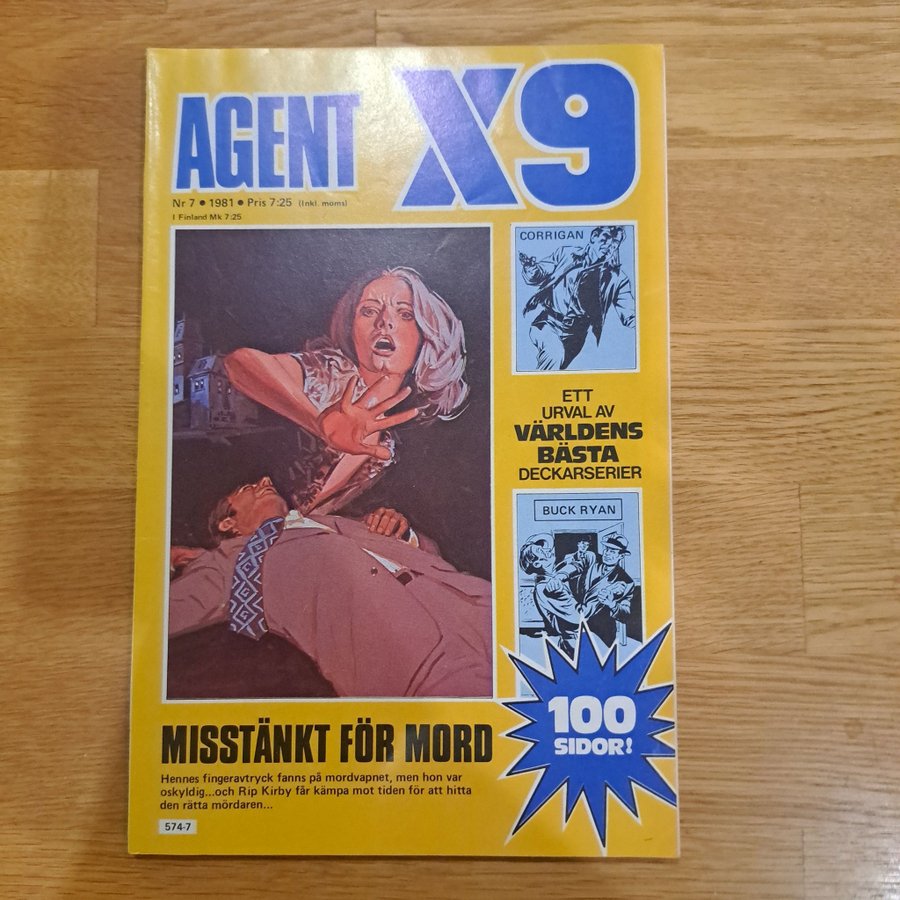 AGENT X9
Nr 7 ● 1981 ● Pris 7:25 (Inkl. moms)
I Finland Mk 7:25
CORRIGAN
ETT
URVAL AV
VÄRLDENS
BÄSTA
DECKARSERIER
BUCK RYAN
100
SIDOR!
MISSTÄNKT FÖR MORD
Hennes fingeravtryck fanns på mordvapnet, men hon var
oskyldig...och Rip Kirby får kämpa mot tiden för att hitta
den rätta mördaren...
574-7